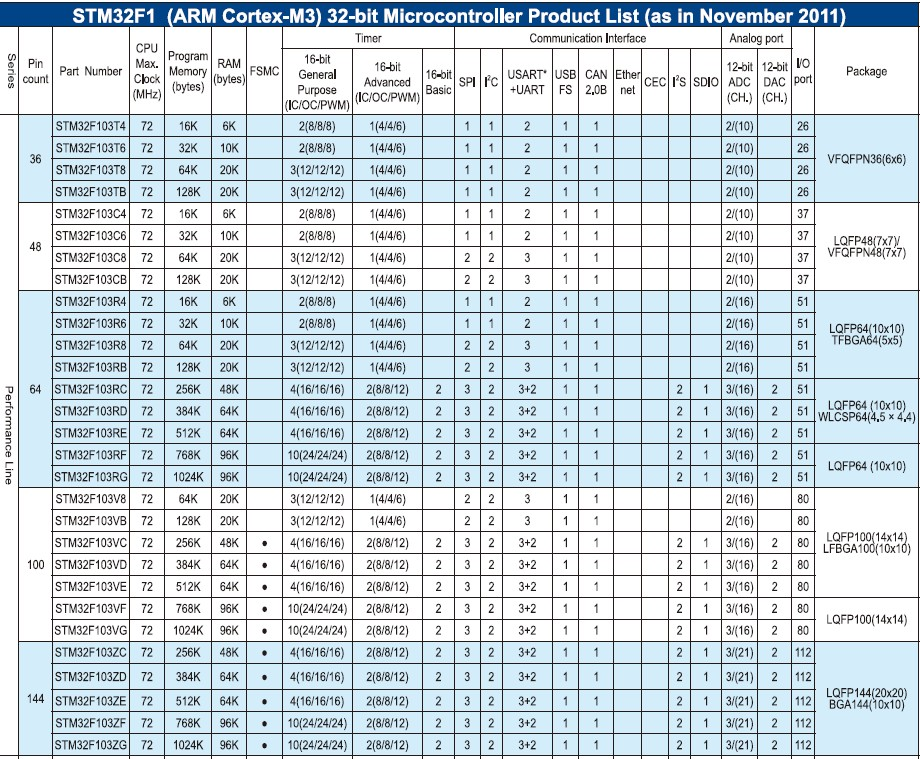 STM32F1 (ARM Cortex-M3) 32-bit Microcontroller Product List (as in November 2011)
Series Pin count Part Number CPU Max. Clock (MHz) Program Memory (bytes) RAM (bytes) FSMC Timer Communication Interface Analog port I/O port Package
16-bit General Purpose (IC/OC/PWM) 16-bit Advanced (IC/OC/PWM) 16-bit Basic SPI I²C USART* +UART USB FS CAN 2.0B Ether net CEC I²S SDIO 12-bit ADC (CH.) 12-bit DAC (CH.)
Performance Line
36
STM32F103T4 72 16K 6K 2(8/8/8) 1(4/4/6) 1 1 2 1 1 2/(10) 26
STM32F103T6 72 32K 10K 2(8/8/8) 1(4/4/6) 1 1 2 1 1 2/(10) 26
STM32F103T8 72 64K 20K 3(12/12/12) 1(4/4/6) 1 1 2 1 1 2/(10) 26
STM32F103TB 72 128K 20K 3(12/12/12) 1(4/4/6) 1 1 2 1 1 2/(10) 26
VFQFPN36(6x6)
48
STM32F103C4 72 16K 6K 2(8/8/8) 1(4/4/6) 1 1 2 1 1 2/(10) 37
STM32F103C6 72 32K 10K 2(8/8/8) 1(4/4/6) 1 1 2 1 1 2/(10) 37
STM32F103C8 72 64K 20K 3(12/12/12) 1(4/4/6) 2 2 3 1 1 2/(10) 37
STM32F103CB 72 128K 20K 3(12/12/12) 1(4/4/6) 2 2 3 1 1 2/(10) 37
LQFP48(7x7)/
VFQFPN48(7x7)
64
STM32F103R4 72 16K 6K 2(8/8/8) 1(4/4/6) 1 1 2 1 1 2/(16) 51
STM32F103R6 72 32K 10K 2(8/8/8) 1(4/4/6) 1 1 2 1 1 2/(16) 51
STM32F103R8 72 64K 20K 3(12/12/12) 1(4/4/6) 2 2 3 1 1 2/(16) 51
STM32F103RB 72 128K 20K 3(12/12/12) 1(4/4/6) 2 2 3 1 1 2/(16) 51
LQFP64(10x10)
TFBGA64(5x5)
STM32F103RC 72 256K 48K 4(16/16/16) 2(8/8/12) 2 3 2 3+2 1 1 2 1 3/(16) 2 51
STM32F103RD 72 384K 64K 4(16/16/16) 2(8/8/12) 2 3 2 3+2 1 1 2 1 3/(16) 2 51
STM32F103RE 72 512K 64K 4(16/16/16) 2(8/8/12) 2 3 2 3+2 1 1 2 1 3/(16) 2 51
LQFP64 (10x10)
WLCSP64(4.5 × 4.4)
STM32F103RF 72 768K 96K 10(24/24/24) 2(8/8/12) 2 3 2 3+2 1 1 2 1 3/(16) 2 51
STM32F103RG 72 1024K 96K 10(24/24/24) 2(8/8/12) 2 3 2 3+2 1 1 2 1 3/(16) 2 51
LQFP64 (10x10)
100
STM32F103V8 72 64K 20K 3(12/12/12) 1(4/4/6) 2 2 3 1 1 2/(16) 80
STM32F103VB 72 128K 20K 3(12/12/12) 1(4/4/6) 2 2 3 1 1 2/(16) 80
STM32F103VC 72 256K 48K ● 4(16/16/16) 2(8/8/12) 2 3 2 3+2 1 1 2 1 3/(16) 2 80
STM32F103VD 72 384K 64K ● 4(16/16/16) 2(8/8/12) 2 3 2 3+2 1 1 2 1 3/(16) 2 80
STM32F103VE 72 512K 64K ● 4(16/16/16) 2(8/8/12) 2 3 2 3+2 1 1 2 1 3/(16) 2 80
LQFP100(14x14)
LFBGA100(10x10)
STM32F103VF 72 768K 96K ● 10(24/24/24) 2(8/8/12) 2 3 2 3+2 1 1 2 1 3/(16) 2 80
STM32F103VG 72 1024K 96K ● 10(24/24/24) 2(8/8/12) 2 3 2 3+2 1 1 2 1 3/(16) 2 80
LQFP100(14x14)
144
STM32F103ZC 72 256K 48K ● 4(16/16/16) 2(8/8/12) 2 3 2 3+2 1 1 2 1 3/(21) 2 112
STM32F103ZD 72 384K 64K ● 4(16/16/16) 2(8/8/12) 2 3 2 3+2 1 1 2 1 3/(21) 2 112
STM32F103ZE 72 512K 64K ● 4(16/16/16) 2(8/8/12) 2 3 2 3+2 1 1 2 1 3/(21) 2 112
STM32F103ZF 72 768K 96K ● 10(24/24/24) 2(8/8/12) 2 3 2 3+2 1 1 2 1 3/(21) 2 112
STM32F103ZG 72 1024K 96K ● 10(24/24/24) 2(8/8/12) 2 3 2 3+2 1 1 2 1 3/(21) 2 112
LQFP144(20x20)
BGA144(10x10)